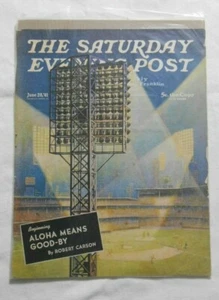 THE SATURDAY
EVENING POST
Beginning
ALOHA MEANS
GOOD-BY
By ROBERT CARSON